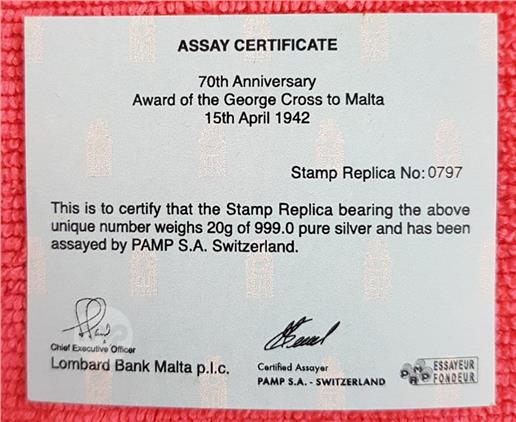 ASSAY CERTIFICATE
70th Anniversary
Award of the George Cross to Malta
15th April 1942
Stamp Replica No: 0797
This is to certify that the Stamp Replica bearing the above
unique number weighs 20g of 999.0 pure silver and has been
assayed by PAMP S.A. Switzerland.
Chief Executive Officer
Lombard Bank Malta p.l.c.
Certified Assayer
PAMP S.A. - SWITZERLAND
PAMP
ESSAYEUR
FONDEUR